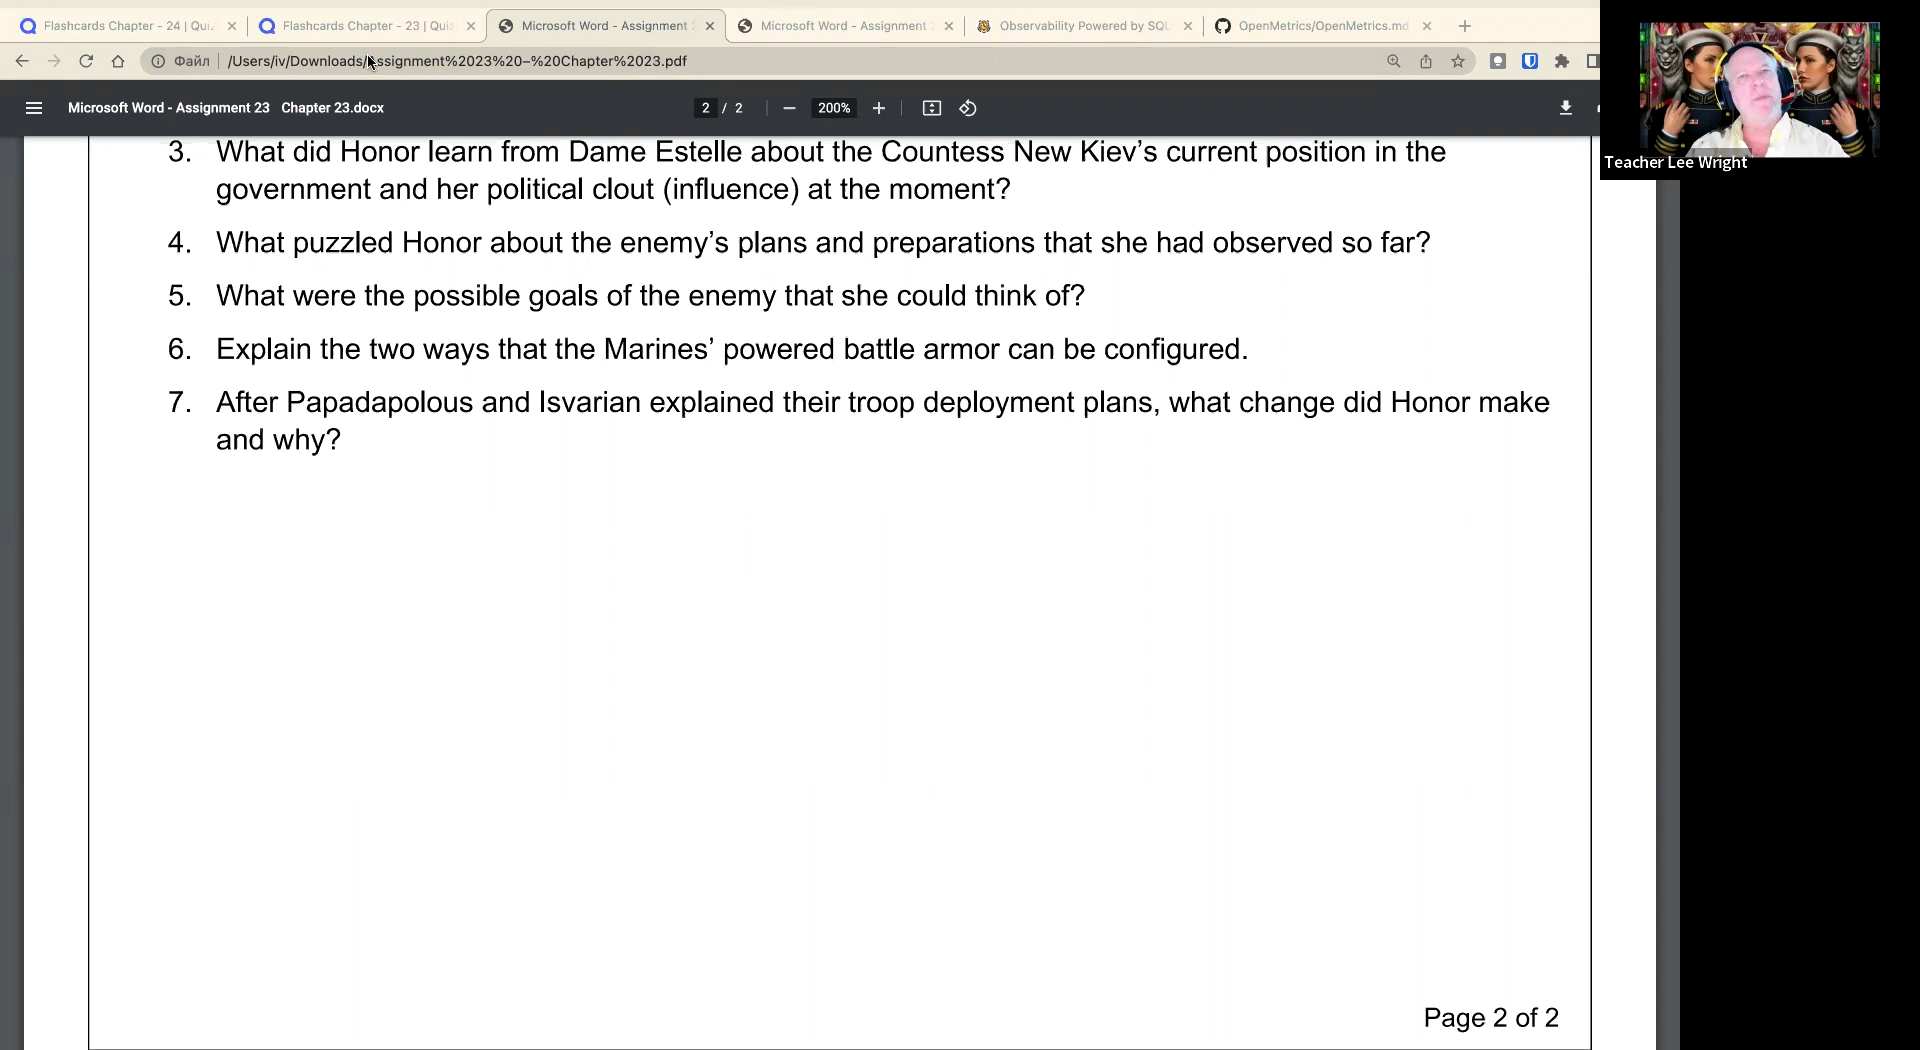 Flashcards Chapter - 24 | Qui
Flashcards Chapter - 23 | Qui
Microsoft Word - Assignment
Microsoft Word - Assignment
Observability Powered by SQL
OpenMetrics/OpenMetrics.md
Файл
/Users/iv/Downloads/Assignment%2023%20–%20Chapter%2023.pdf
Microsoft Word - Assignment 23 Chapter 23.docx
2 / 2
200%
Teacher Lee Wright
3. What did Honor learn from Dame Estelle about the Countess New Kiev’s current position in the
government and her political clout (influence) at the moment?
4. What puzzled Honor about the enemy’s plans and preparations that she had observed so far?
5. What were the possible goals of the enemy that she could think of?
6. Explain the two ways that the Marines’ powered battle armor can be configured.
7. After Papadapolous and Isvarian explained their troop deployment plans, what change did Honor make
and why?
Page 2 of 2